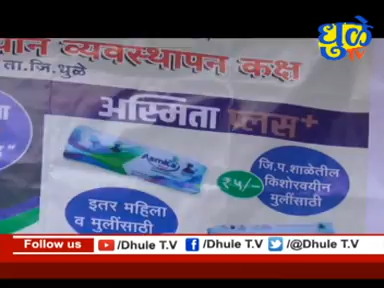 धुळे
TV
व्यवस्थापन कक्ष
ता.जि.धुळे
अस्मिता प्लस+
Asmita
₹५/-
जि.प.शाळेतील
किशोरवयीन
मुलींसाठी
इतर महिला
व मुलींसाठी
Follow us
/Dhule T.V
/Dhule T.V
/@Dhule T.V